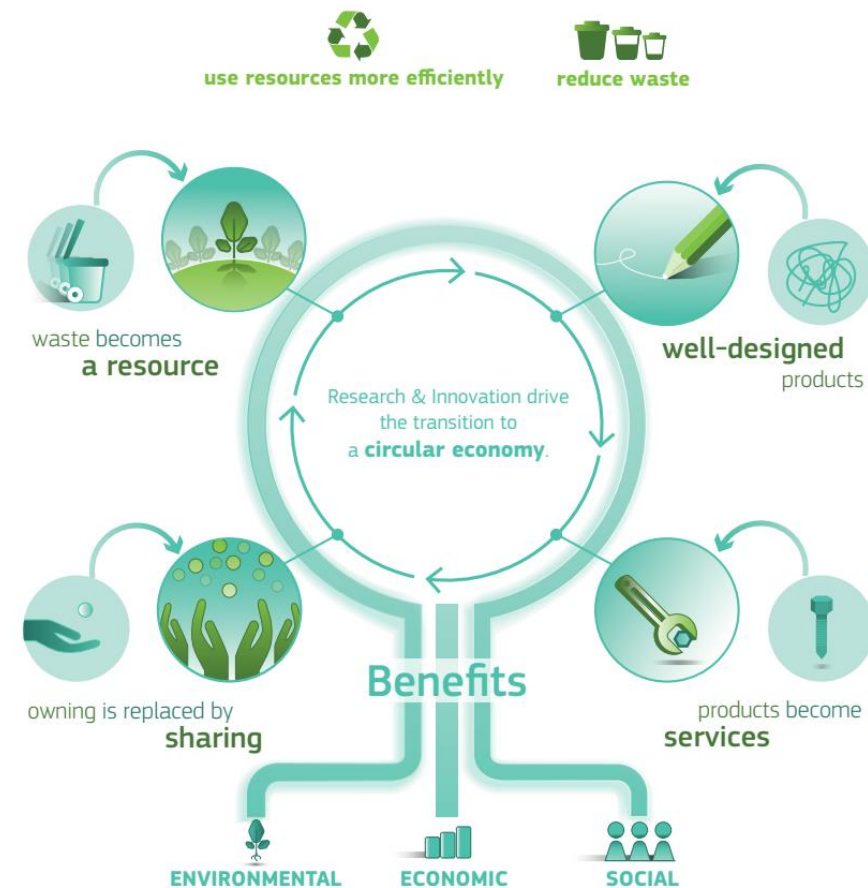 use resources more efficiently
reduce waste
waste becomes
a resource
well-designed
products
Research & Innovation drive
the transition to
a circular economy.
owning is replaced by
sharing
products become
services
Benefits
ENVIRONMENTAL
ECONOMIC
SOCIAL